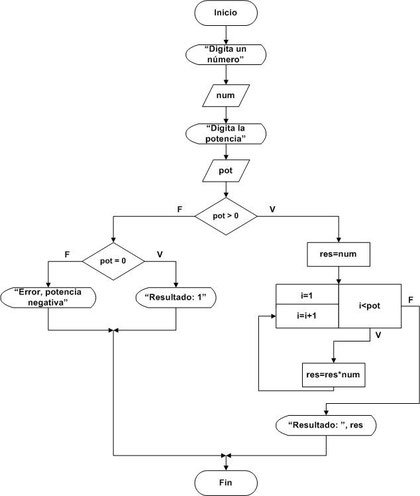 Inicio
“Digita un
número”
num
“Digita la
potencia”
pot
F
pot > 0
V
F
pot = 0
V
res=num
“Error, potencia
negativa”
“Resultado: 1”
i=1
i=i+1
i<pot
F
V
res=res*num
“Resultado: ”, res
Fin